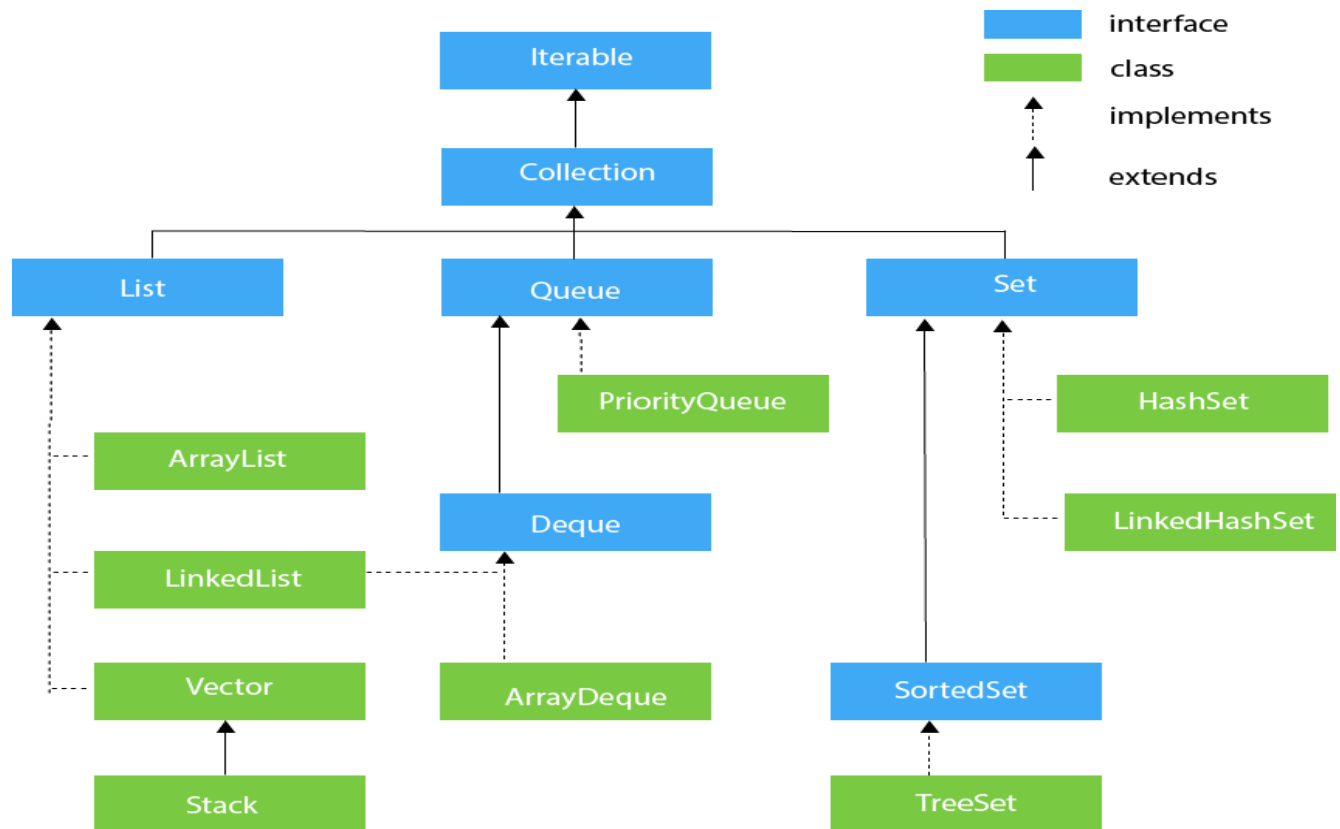 interface
Iterable
class
implements
Collection
extends
List
Queue
Set
PriorityQueue
HashSet
ArrayList
Deque
LinkedHashSet
LinkedList
Vector
ArrayDeque
SortedSet
Stack
TreeSet